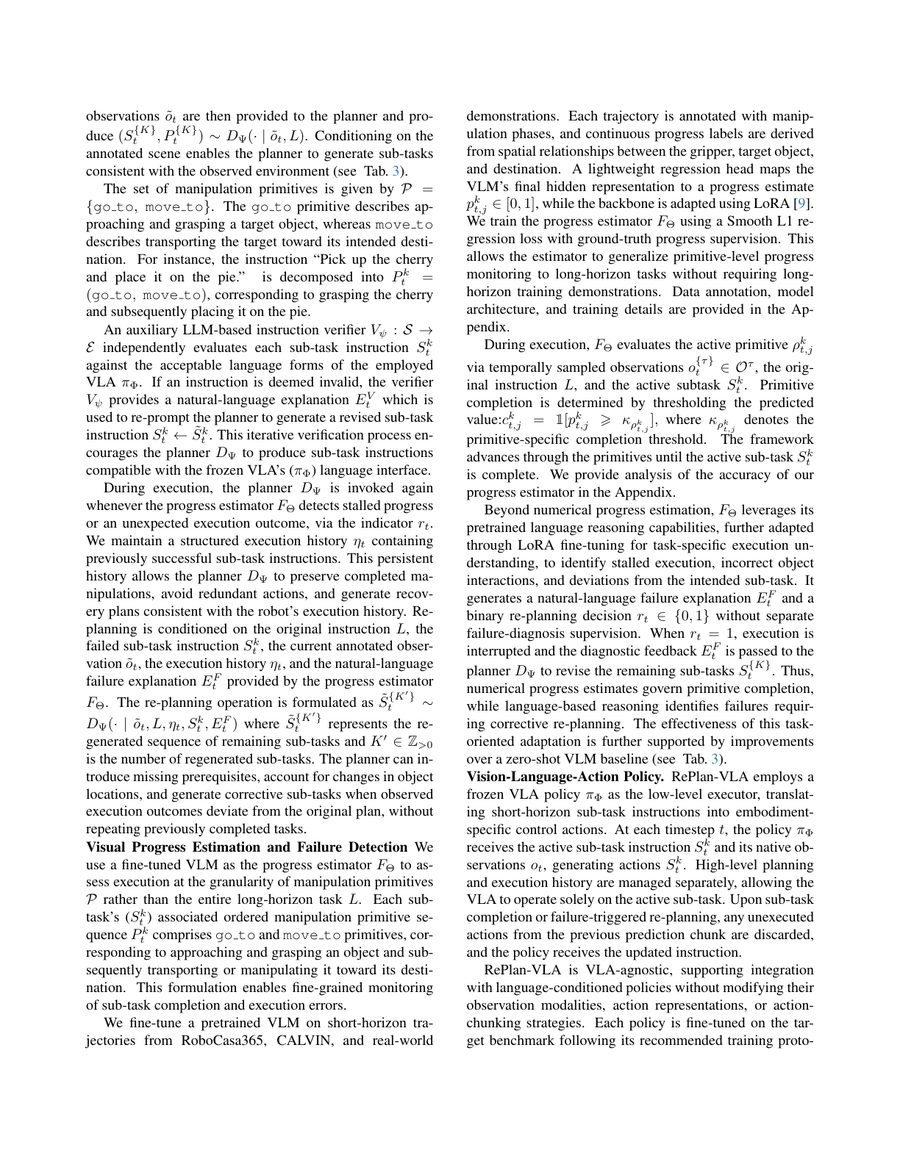 observations õ_t are then provided to the planner and pro-
duce (S_t^{K}, P_t^{K}) ∼ D_Ψ(· | õ_t, L). Conditioning on the
annotated scene enables the planner to generate sub-tasks
consistent with the observed environment (see Tab. 3).
The set of manipulation primitives is given by P =
{go_to, move_to}. The go_to primitive describes ap-
proaching and grasping a target object, whereas move_to
describes transporting the target toward its intended desti-
nation. For instance, the instruction “Pick up the cherry
and place it on the pie.” is decomposed into P_t^k =
(go_to, move_to), corresponding to grasping the cherry
and subsequently placing it on the pie.
An auxiliary LLM-based instruction verifier V_ψ : S →
E independently evaluates each sub-task instruction S_t^k
against the acceptable language forms of the employed
VLA π_Φ. If an instruction is deemed invalid, the verifier
V_ψ provides a natural-language explanation E_t^V which is
used to re-prompt the planner to generate a revised sub-task
instruction S_t^k ← S̃_t^k. This iterative verification process en-
courages the planner D_Ψ to produce sub-task instructions
compatible with the frozen VLA’s (π_Φ) language interface.
During execution, the planner D_Ψ is invoked again
whenever the progress estimator F_Θ detects stalled progress
or an unexpected execution outcome, via the indicator r_t.
We maintain a structured execution history η_t containing
previously successful sub-task instructions. This persistent
history allows the planner D_Ψ to preserve completed ma-
nipulations, avoid redundant actions, and generate recov-
ery plans consistent with the robot’s execution history. Re-
planning is conditioned on the original instruction L, the
failed sub-task instruction S_t^k, the current annotated obser-
vation õ_t, the execution history η_t, and the natural-language
failure explanation E_t^F provided by the progress estimator
F_Θ. The re-planning operation is formulated as S̃_t^{K′} ∼
D_Ψ(· | õ_t, L, η_t, S_t^k, E_t^F) where S̃_t^{K′} represents the re-
generated sequence of remaining sub-tasks and K′ ∈ ℤ_{>0}
is the number of regenerated sub-tasks. The planner can in-
troduce missing prerequisites, account for changes in object
locations, and generate corrective sub-tasks when observed
execution outcomes deviate from the original plan, without
repeating previously completed tasks.
Visual Progress Estimation and Failure Detection We
use a fine-tuned VLM as the progress estimator F_Θ to as-
sess execution at the granularity of manipulation primitives
P rather than the entire long-horizon task L. Each sub-
task’s (S_t^k) associated ordered manipulation primitive se-
quence P_t^k comprises go_to and move_to primitives, cor-
responding to approaching and grasping an object and sub-
sequently transporting or manipulating it toward its desti-
nation. This formulation enables fine-grained monitoring
of sub-task completion and execution errors.
We fine-tune a pretrained VLM on short-horizon tra-
jectories from RoboCasa365, CALVIN, and real-world
demonstrations. Each trajectory is annotated with manip-
ulation phases, and continuous progress labels are derived
from spatial relationships between the gripper, target object,
and destination. A lightweight regression head maps the
VLM’s final hidden representation to a progress estimate
p_{t,j}^k ∈ [0, 1], while the backbone is adapted using LoRA [9].
We train the progress estimator F_Θ using a Smooth L1 re-
gression loss with ground-truth progress supervision. This
allows the estimator to generalize primitive-level progress
monitoring to long-horizon tasks without requiring long-
horizon training demonstrations. Data annotation, model
architecture, and training details are provided in the Ap-
pendix.
During execution, F_Θ evaluates the active primitive ρ_{t,j}^k
via temporally sampled observations o_t^{τ} ∈ O^τ, the orig-
inal instruction L, and the active subtask S_t^k. Primitive
completion is determined by thresholding the predicted
value:c_{t,j}^k = 𝟙[p_{t,j}^k ⩾ κ_{ρ_{t,j}^k}], where κ_{ρ_{t,j}^k} denotes the
primitive-specific completion threshold. The framework
advances through the primitives until the active sub-task S_t^k
is complete. We provide analysis of the accuracy of our
progress estimator in the Appendix.
Beyond numerical progress estimation, F_Θ leverages its
pretrained language reasoning capabilities, further adapted
through LoRA fine-tuning for task-specific execution un-
derstanding, to identify stalled execution, incorrect object
interactions, and deviations from the intended sub-task. It
generates a natural-language failure explanation E_t^F and a
binary re-planning decision r_t ∈ {0, 1} without separate
failure-diagnosis supervision. When r_t = 1, execution is
interrupted and the diagnostic feedback E_t^F is passed to the
planner D_Ψ to revise the remaining sub-tasks S_t^{K}. Thus,
numerical progress estimates govern primitive completion,
while language-based reasoning identifies failures requir-
ing corrective re-planning. The effectiveness of this task-
oriented adaptation is further supported by improvements
over a zero-shot VLM baseline (see Tab. 3).
Vision-Language-Action Policy. RePlan-VLA employs a
frozen VLA policy π_Φ as the low-level executor, translat-
ing short-horizon sub-task instructions into embodiment-
specific control actions. At each timestep t, the policy π_Φ
receives the active sub-task instruction S_t^k and its native ob-
servations o_t, generating actions S_t^k. High-level planning
and execution history are managed separately, allowing the
VLA to operate solely on the active sub-task. Upon sub-task
completion or failure-triggered re-planning, any unexecuted
actions from the previous prediction chunk are discarded,
and the policy receives the updated instruction.
RePlan-VLA is VLA-agnostic, supporting integration
with language-conditioned policies without modifying their
observation modalities, action representations, or action-
chunking strategies. Each policy is fine-tuned on the tar-
get benchmark following its recommended training proto-